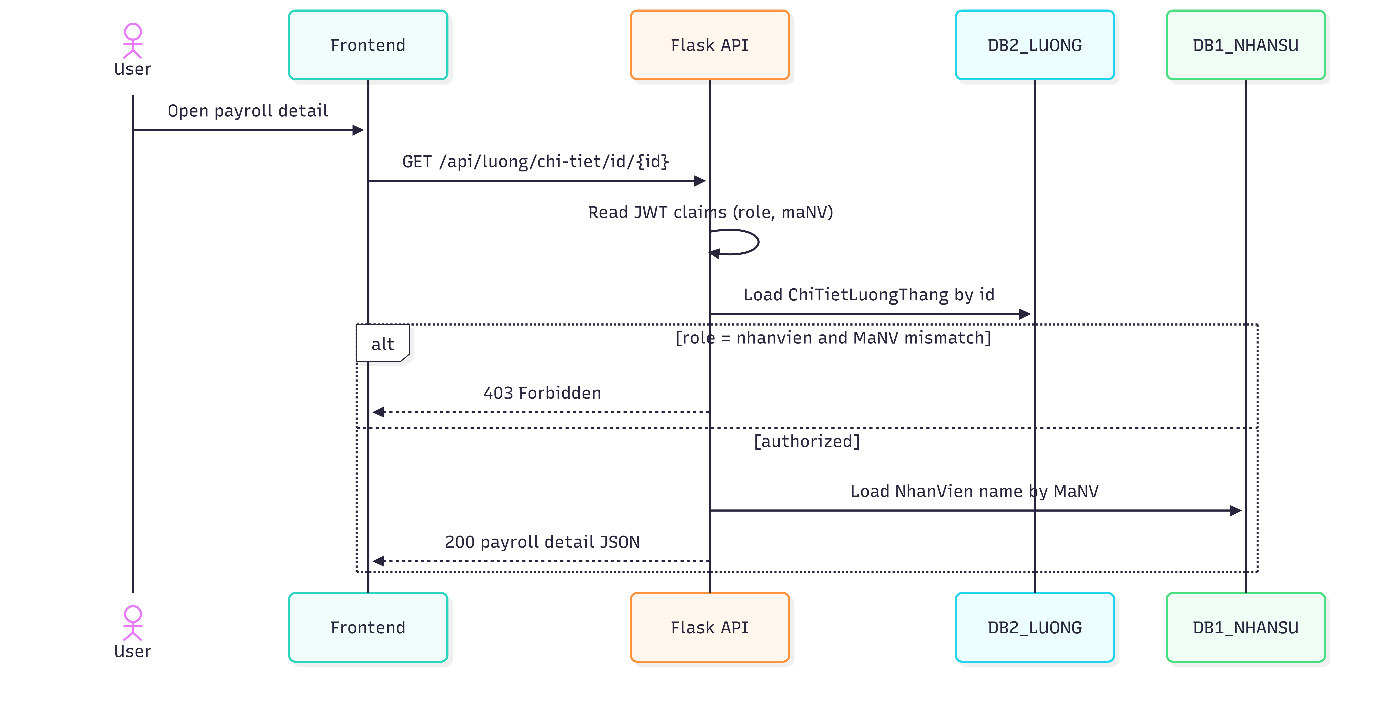 User
Frontend
Flask API
DB2_LUONG
DB1_NHANSU
Open payroll detail
GET /api/luong/chi-tiet/id/{id}
Read JWT claims (role, maNV)
Load ChiTietLuongThang by id
alt
[role = nhanvien and MaNV mismatch]
403 Forbidden
[authorized]
Load NhanVien name by MaNV
200 payroll detail JSON
User
Frontend
Flask API
DB2_LUONG
DB1_NHANSU